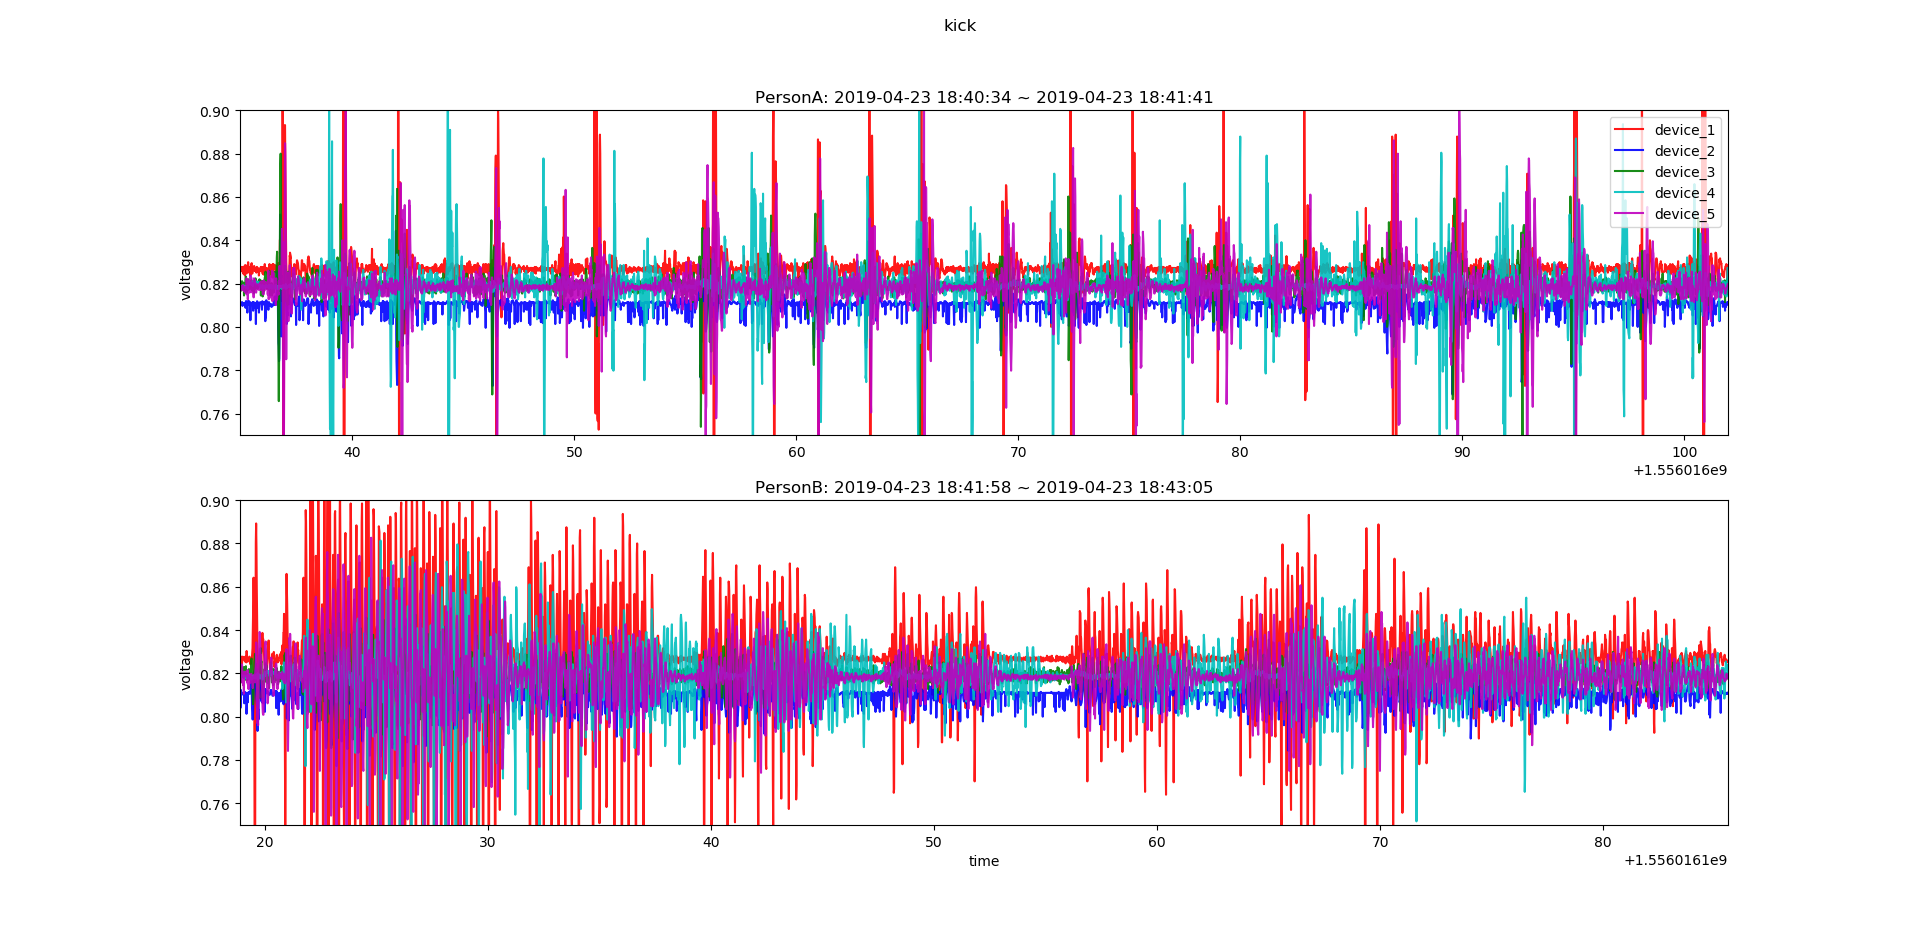 kick
PersonA: 2019-04-23 18:40:34 ~ 2019-04-23 18:41:41
0.90
0.88
0.86
0.84
0.82
0.80
0.78
0.76
voltage
device_1
device_2
device_3
device_4
device_5
40 50 60 70 80 90 100
+1.556016e9
PersonB: 2019-04-23 18:41:58 ~ 2019-04-23 18:43:05
0.90
0.88
0.86
0.84
0.82
0.80
0.78
0.76
voltage
20 30 40 50 60 70 80
time
+1.5560161e9